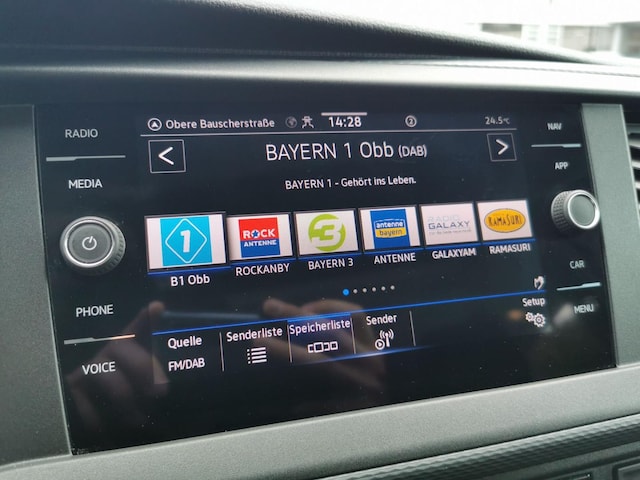 RADIO
MEDIA
PHONE
VOICE
Obere Bauscherstraße
14:28
2
24.5°C
BAYERN 1 Obb (DAB)
BAYERN 1 - Gehört ins Leben.
1
ROCK
ANTENNE
3
antenne
bayern
RADIO
GALAXY
RAMASURI
B1 Obb
ROCKANBY
BAYERN 3
ANTENNE
GALAXYAM
RAMASURI
Setup
Quelle
FM/DAB
Senderliste
Speicherliste
Sender
NAV
APP
CAR
MENU